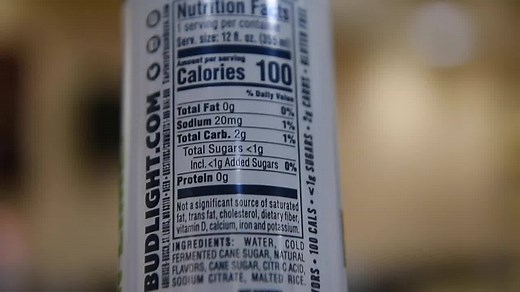 Nutrition Facts
1 serving per container
Serv. size: 12 fl. oz. (355 ml)
Amount per serving
Calories 100
% Daily Value
Total Fat 0g 0%
Sodium 20mg 1%
Total Carb. 2g 1%
Total Sugars <1g
Incl. <1g Added Sugars 0%
Protein 0g
Not a significant source of saturated
fat, trans fat, cholesterol, dietary fiber,
vitamin D, calcium, iron and potassium.
INGREDIENTS: WATER, COLD
FERMENTED CANE SUGAR, NATURAL
FLAVORS, CANE SUGAR, CITRIC ACID,
SODIUM CITRATE, MALTED RICE.
BUDLIGHT.COM
VORS • 100 CALS • <1g SUGARS • 2g CARBS • GLUTEN FREE